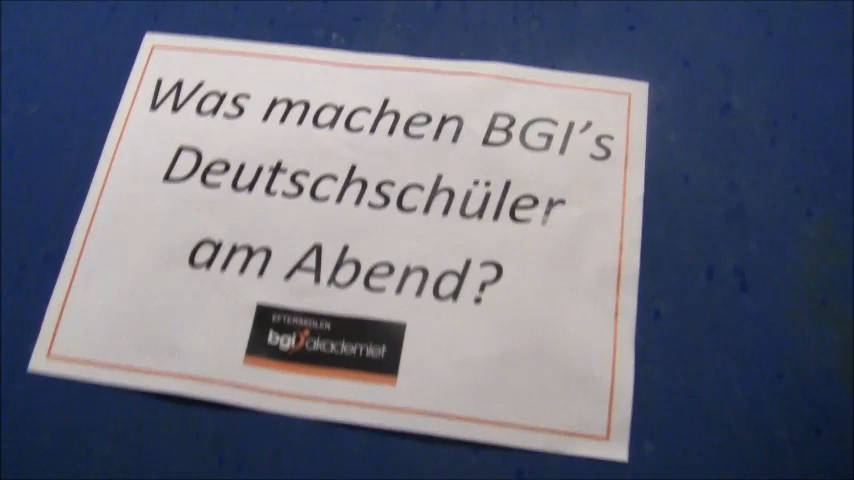 Was machen BGI's
Deutschschüler
am Abend?
EFTERSKOLEN
bgi akademiet